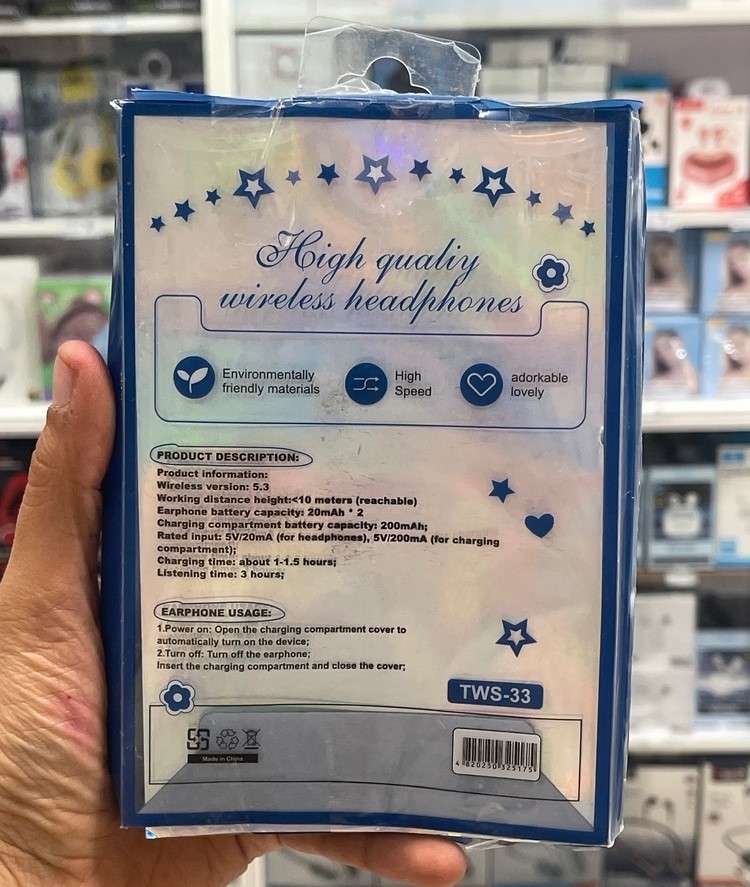 High qualiy
wireless headphones
Environmentally
friendly materials
High
Speed
adorkable
lovely
PRODUCT DESCRIPTION:
Product information:
Wireless version: 5.3
Working distance height:<10 meters (reachable)
Earphone battery capacity: 20mAh * 2
Charging compartment battery capacity: 200mAh;
Rated input: 5V/20mA (for headphones), 5V/200mA (for charging
compartment);
Charging time: about 1-1.5 hours;
Listening time: 3 hours;
EARPHONE USAGE:
1.Power on: Open the charging compartment cover to
automatically turn on the device;
2.Turn off: Turn off the earphone;
Insert the charging compartment and close the cover;
TWS-33
Made in China
4 820250 325175